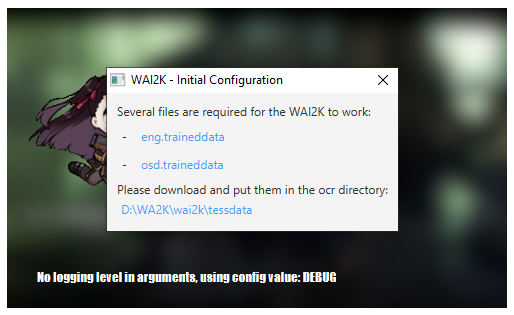 WAI2K - Initial Configuration
Several files are required for the WAI2K to work:
- eng.traineddata
- osd.traineddata
Please download and put them in the ocr directory:
D:\WA2K\wai2k\tessdata
No logging level in arguments, using config value: DEBUG